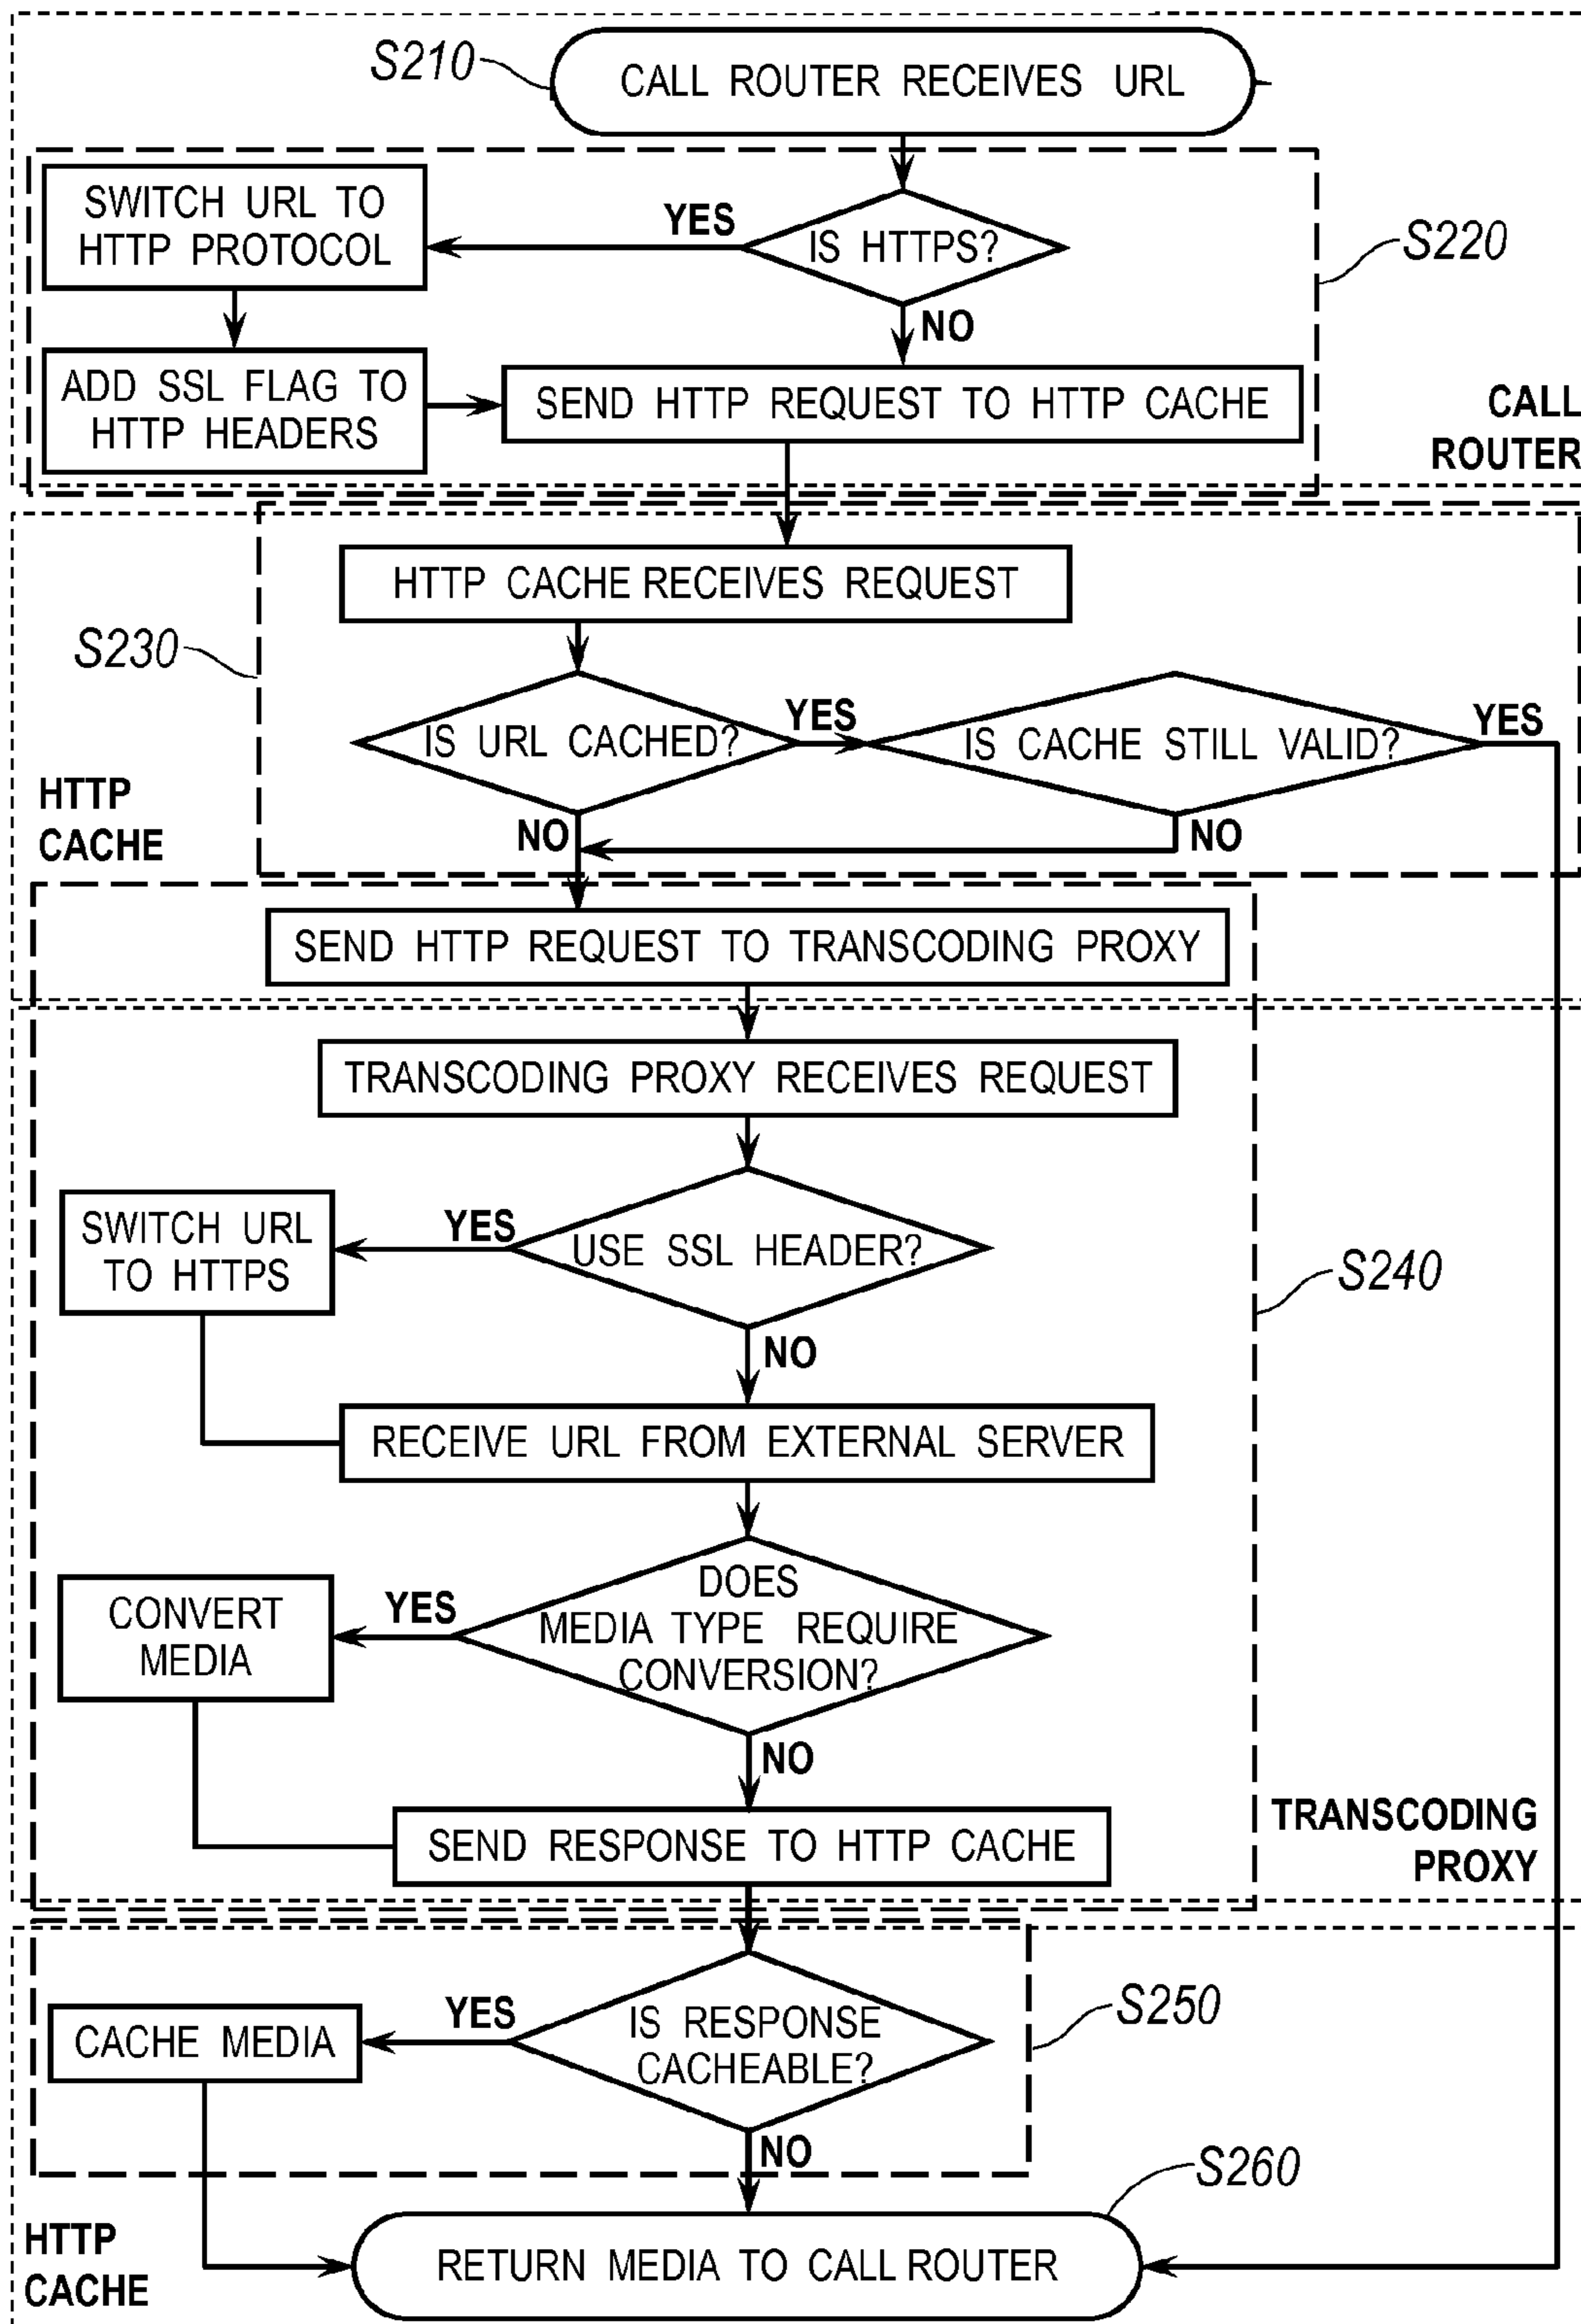 S210
CALL ROUTER RECEIVES URL
SWITCH URL TO
HTTP PROTOCOL
YES
IS HTTPS?
S220
NO
ADD SSL FLAG TO
HTTP HEADERS
SEND HTTP REQUEST TO HTTP CACHE
CALL
ROUTER
HTTP CACHE RECEIVES REQUEST
S230
IS URL CACHED?
YES
IS CACHE STILL VALID?
YES
HTTP
CACHE
NO
NO
SEND HTTP REQUEST TO TRANSCODING PROXY
TRANSCODING PROXY RECEIVES REQUEST
SWITCH URL
TO HTTPS
YES
USE SSL HEADER?
S240
NO
RECEIVE URL FROM EXTERNAL SERVER
CONVERT
MEDIA
YES
DOES
MEDIA TYPE REQUIRE
CONVERSION?
NO
SEND RESPONSE TO HTTP CACHE
TRANSCODING
PROXY
CACHE MEDIA
YES
IS RESPONSE
CACHEABLE?
S250
NO
S260
HTTP
CACHE
RETURN MEDIA TO CALL ROUTER